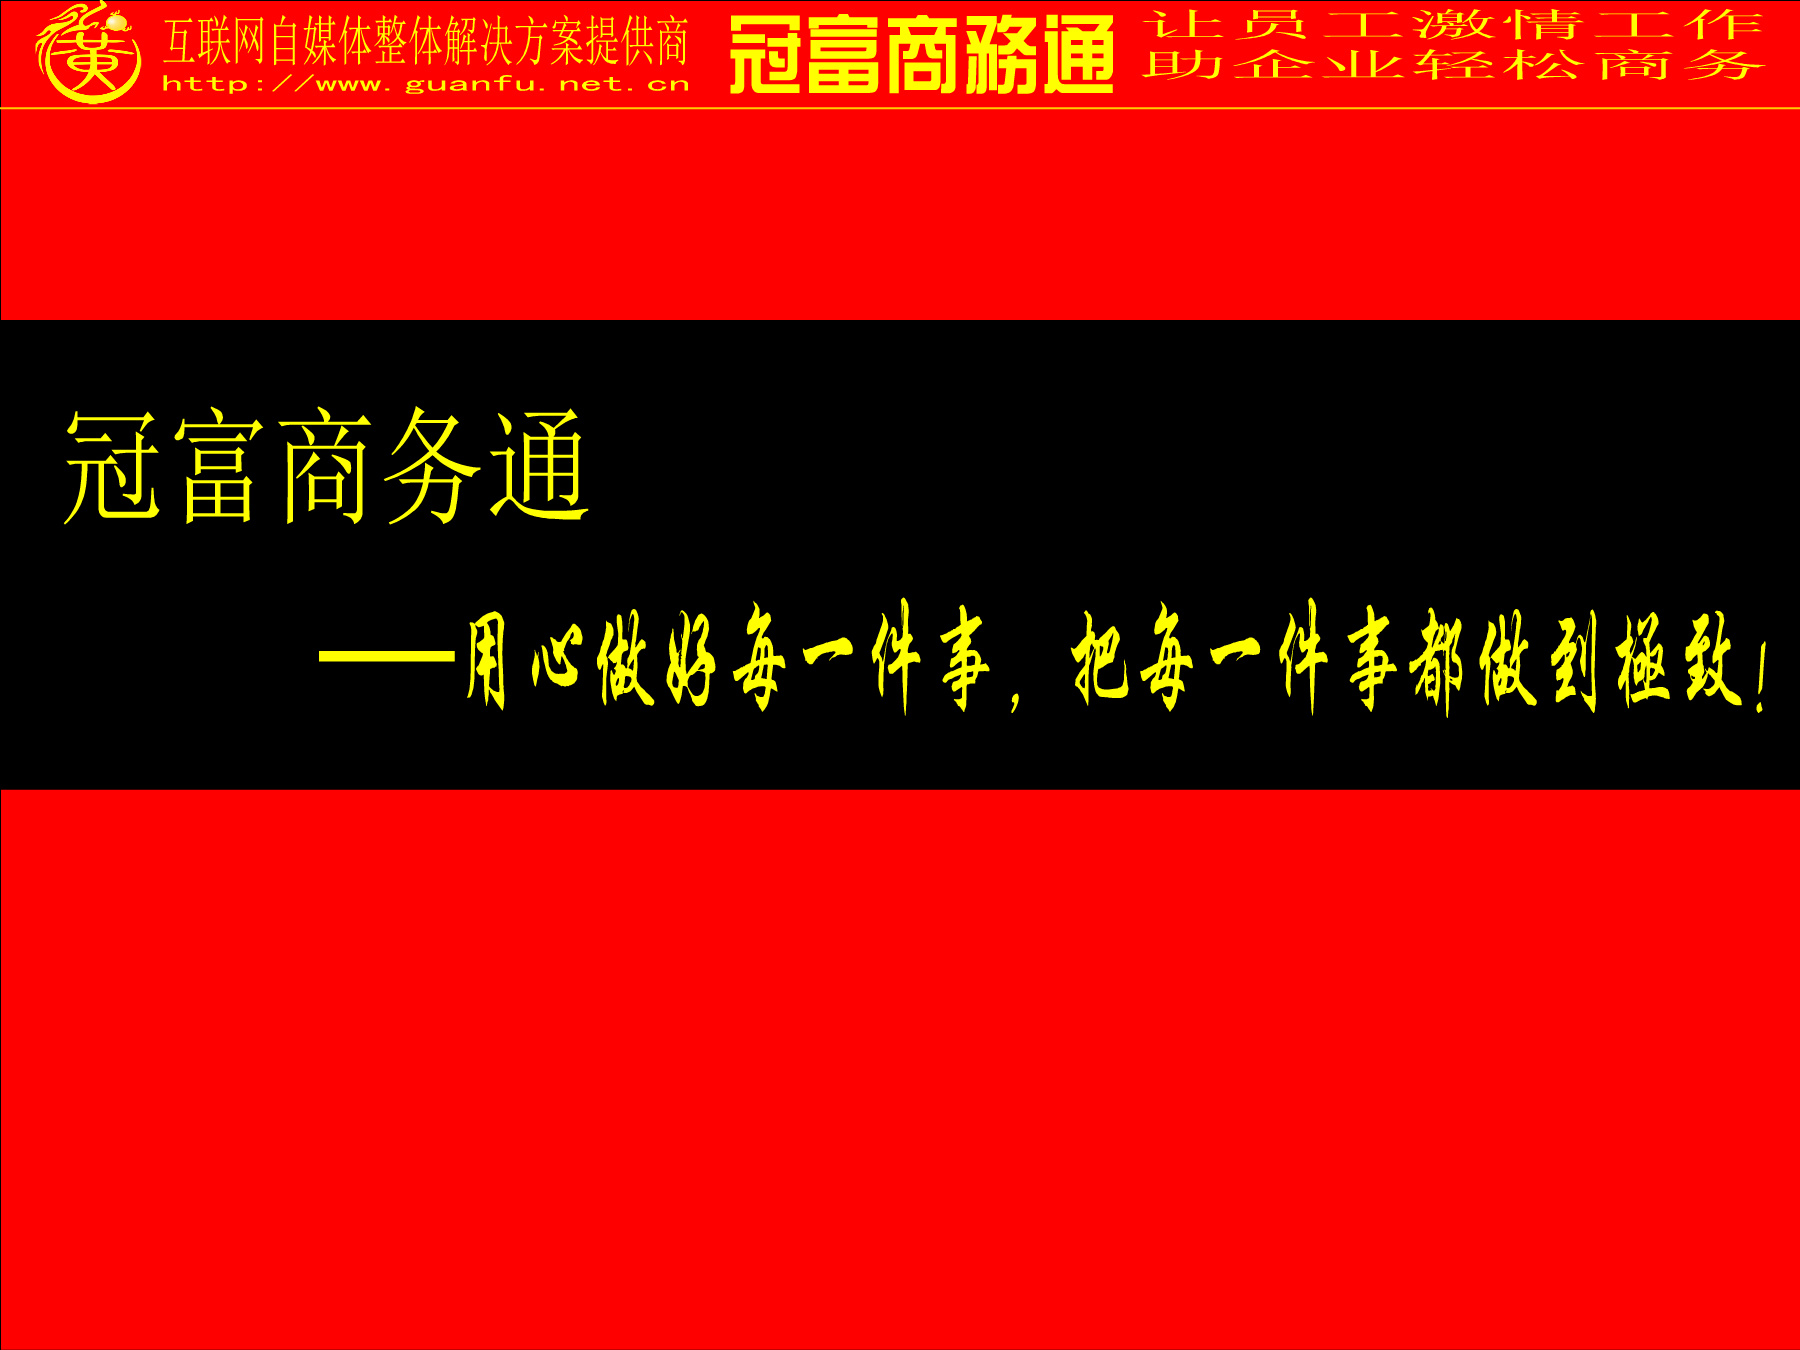 互联网自媒体整体解决方案提供商
http://www.guanfu.net.cn
冠富商務通
让员工激情工作
助企业轻松商务
冠富商务通
——用心做好每一件事，把每一件事都做到極致！